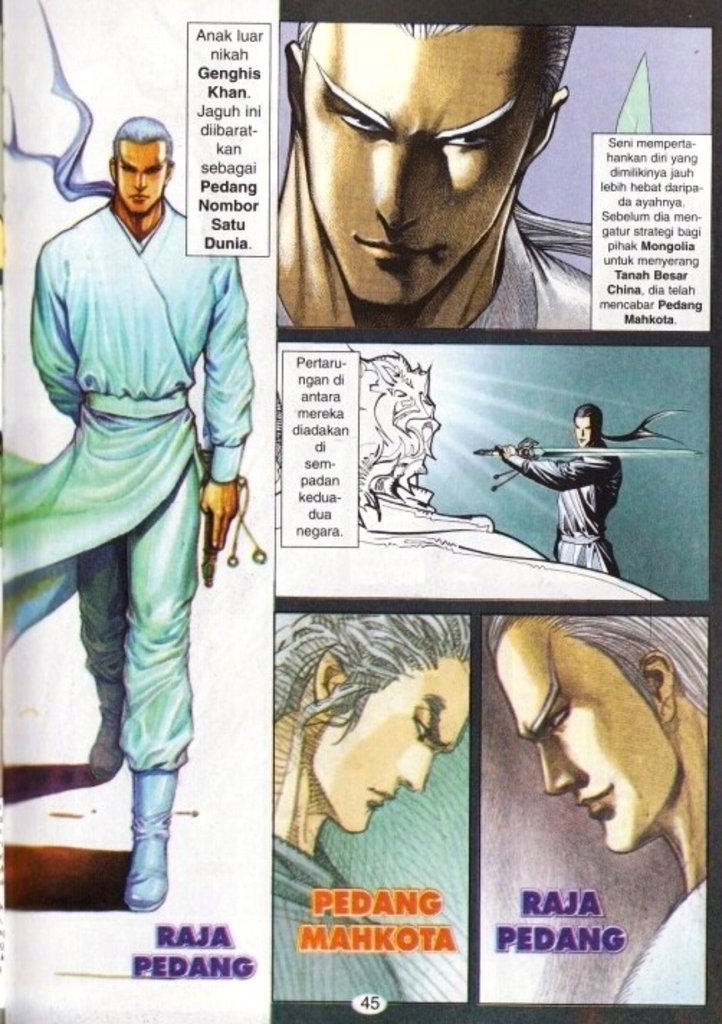 Anak luar
nikah
Genghis
Khan.
Jaguh ini
diibarat-
kan
sebagai
Pedang
Nombor
Satu
Dunia.
Seni memperta-
hankan diri yang
dimilikinya jauh
lebih hebat daripa-
da ayahnya.
Sebelum dia men-
gatur strategi bagi
pihak Mongolia
untuk menyerang
Tanah Besar
China, dia telah
mencabar Pedang
Mahkota.
Pertaru-
ngan di
antara
mereka
diadakan
di
sem-
padan
kedua-
dua
negara.
RAJA
PEDANG
PEDANG
MAHKOTA
RAJA
PEDANG
45